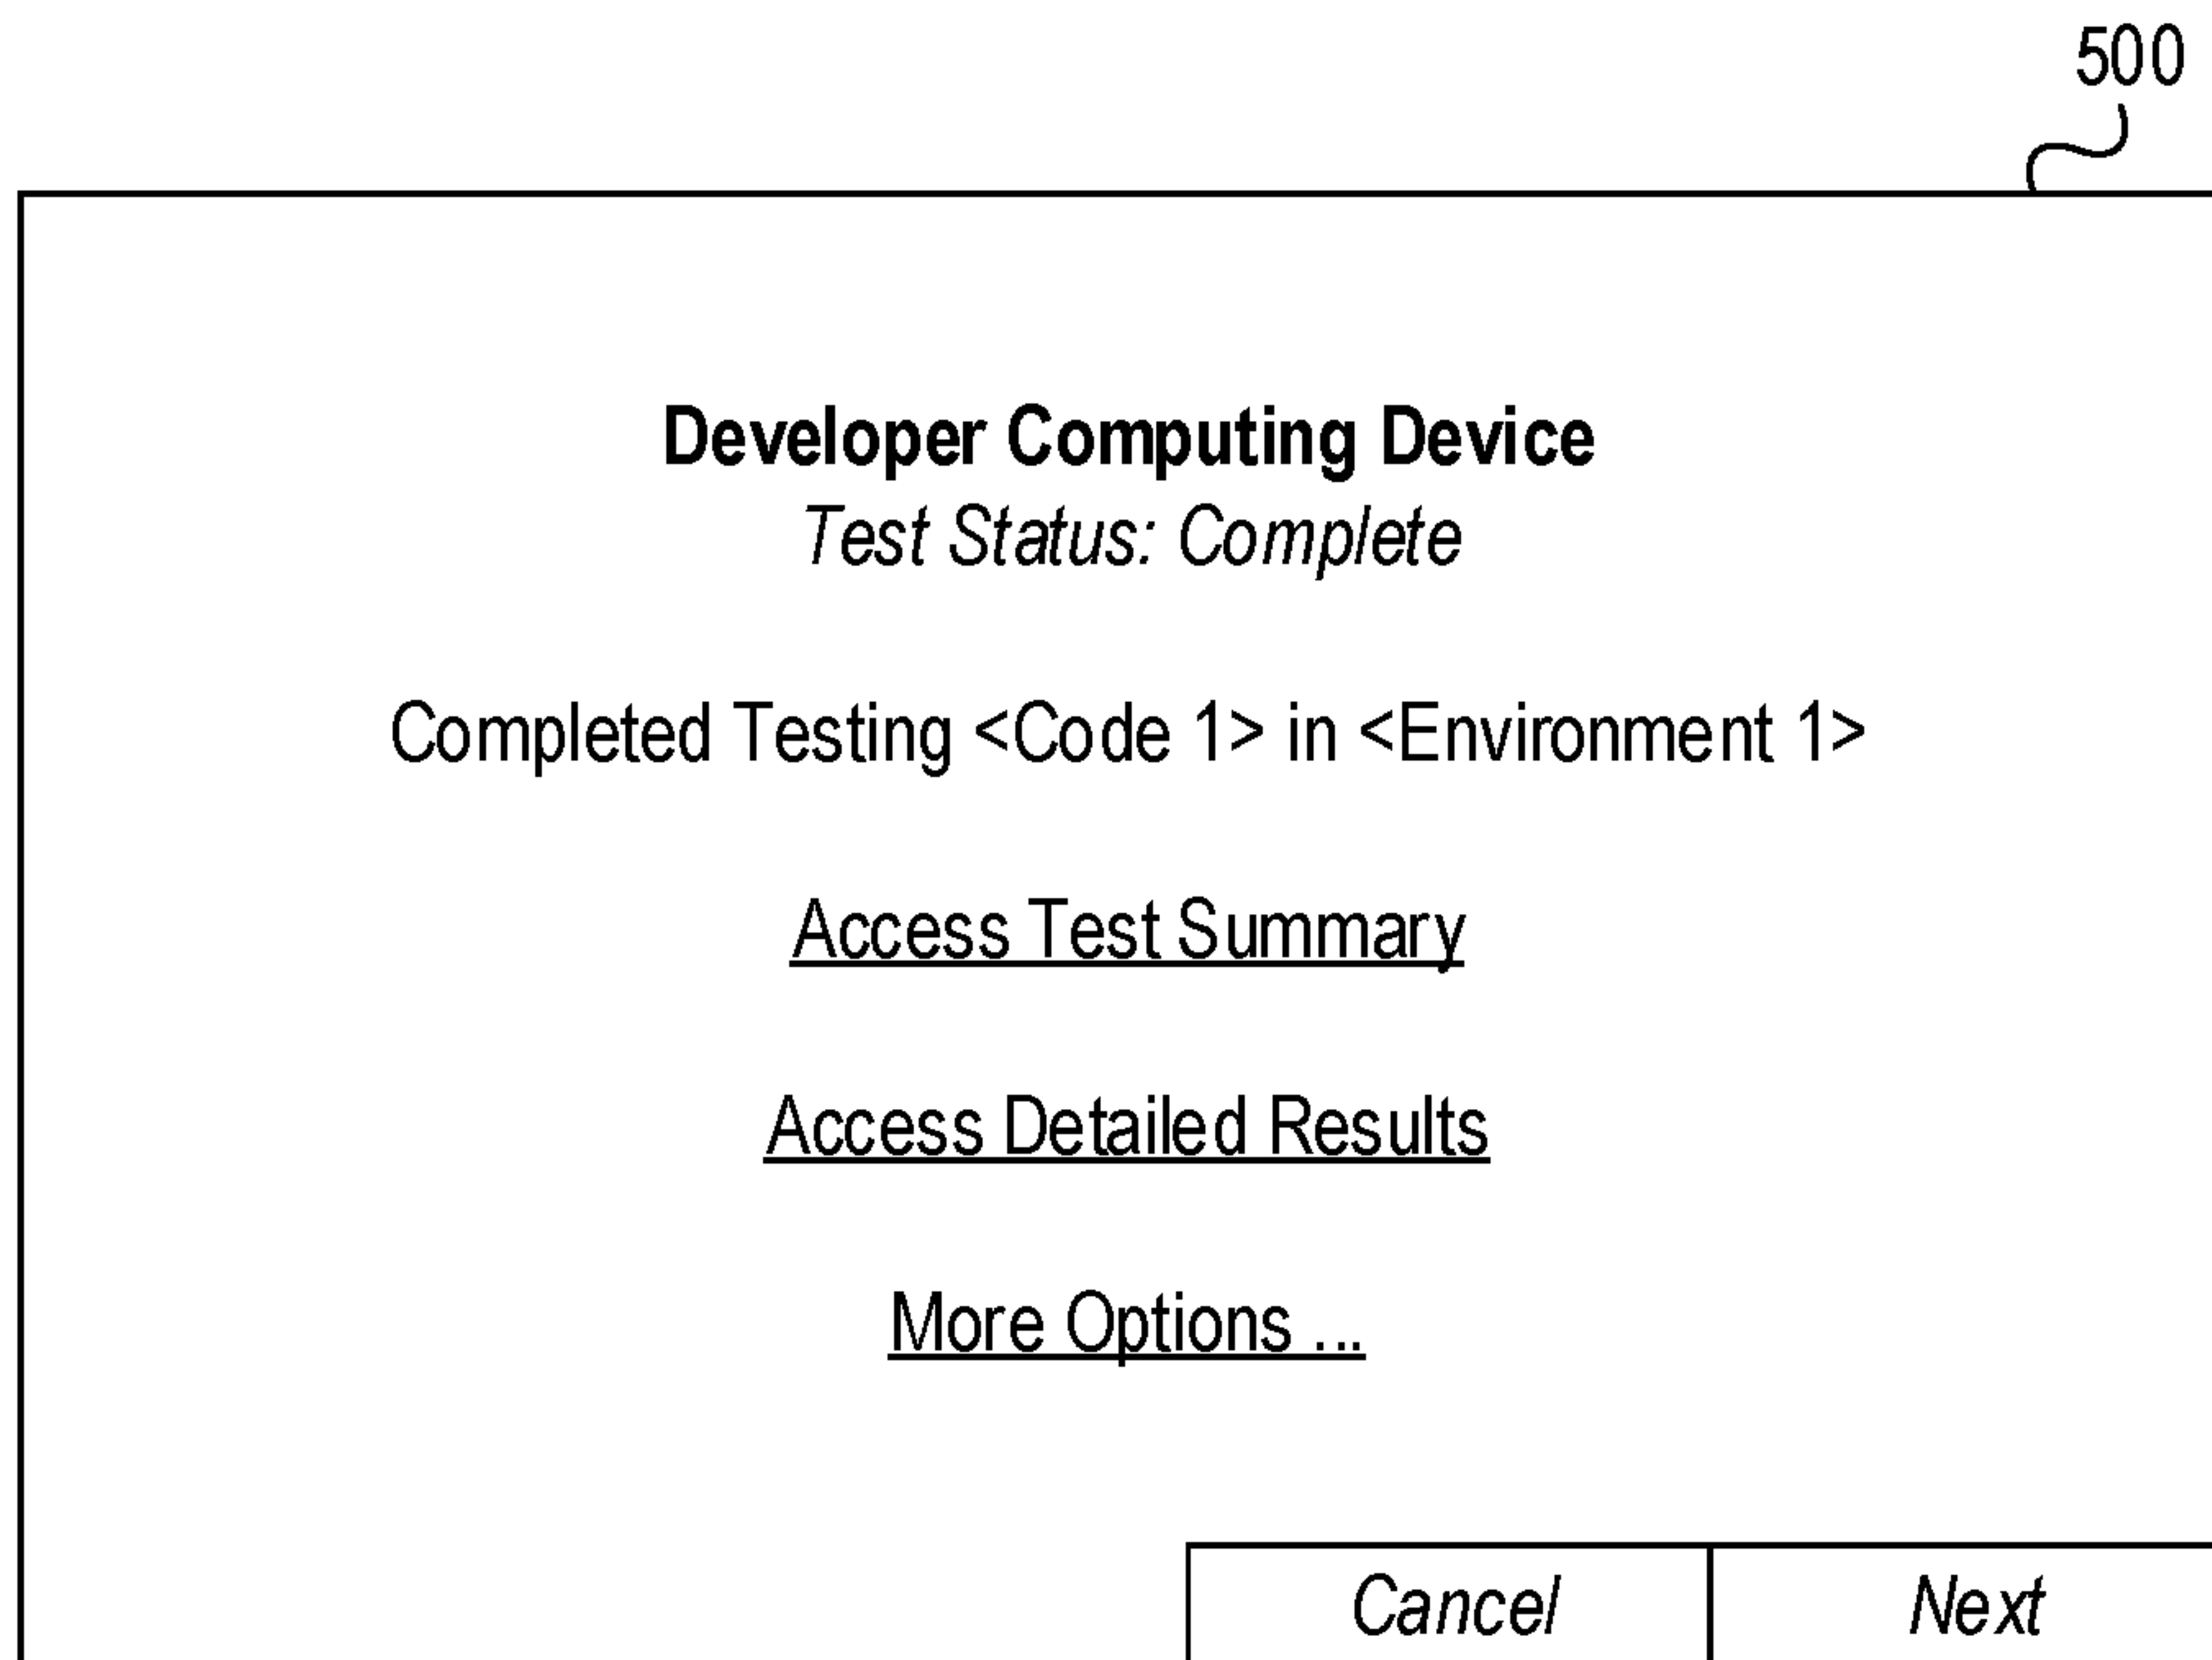 500
Developer Computing Device
Test Status: Complete
Completed Testing <Code 1> in <Environment 1>
Access Test Summary
Access Detailed Results
More Options ...
Cancel
Next